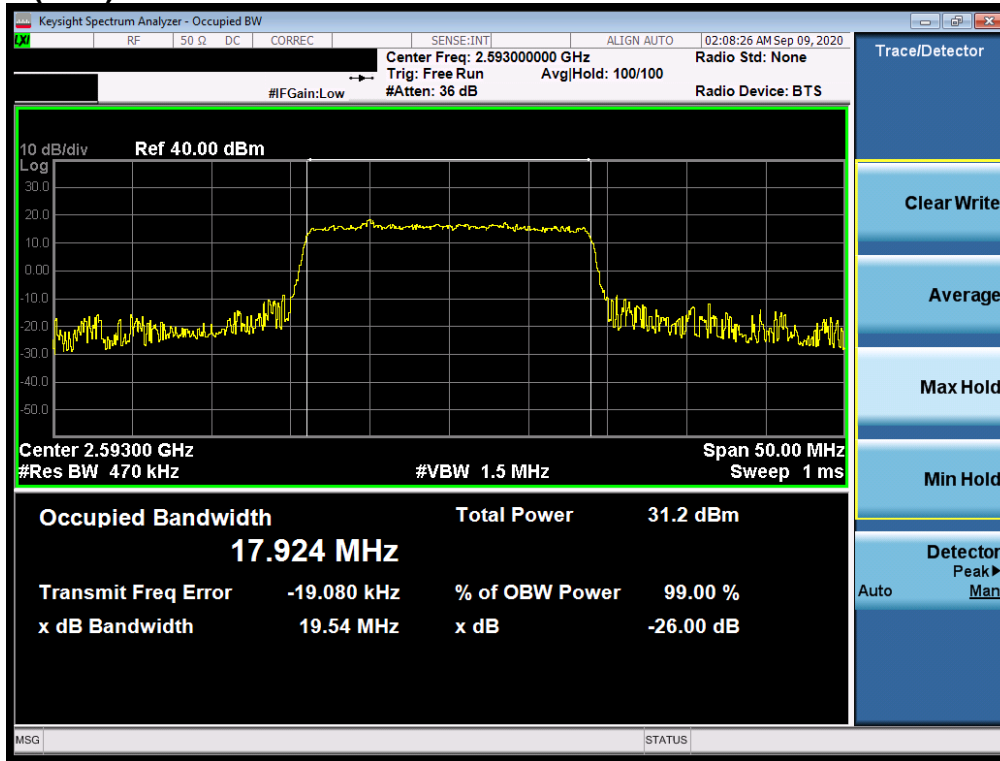 Keysight Spectrum Analyzer - Occupied BW
LXI RF 50 Ω DC CORREC SENSE:INT ALIGN AUTO 02:08:26 AM Sep 09, 2020
Center Freq: 2.593000000 GHz Radio Std: None
Trig: Free Run Avg|Hold: 100/100
#IFGain:Low #Atten: 36 dB Radio Device: BTS
10 dB/div Ref 40.00 dBm
Log
30.0
20.0
10.0
0.00
-10.0
-20.0
-30.0
-40.0
-50.0
Center 2.59300 GHz Span 50.00 MHz
#Res BW 470 kHz #VBW 1.5 MHz Sweep 1 ms
Occupied Bandwidth Total Power 31.2 dBm
17.924 MHz
Transmit Freq Error -19.080 kHz % of OBW Power 99.00 %
x dB Bandwidth 19.54 MHz x dB -26.00 dB
MSG STATUS
Trace/Detector
Clear Write
Average
Max Hold
Min Hold
Detector
Peak▶
Auto Man